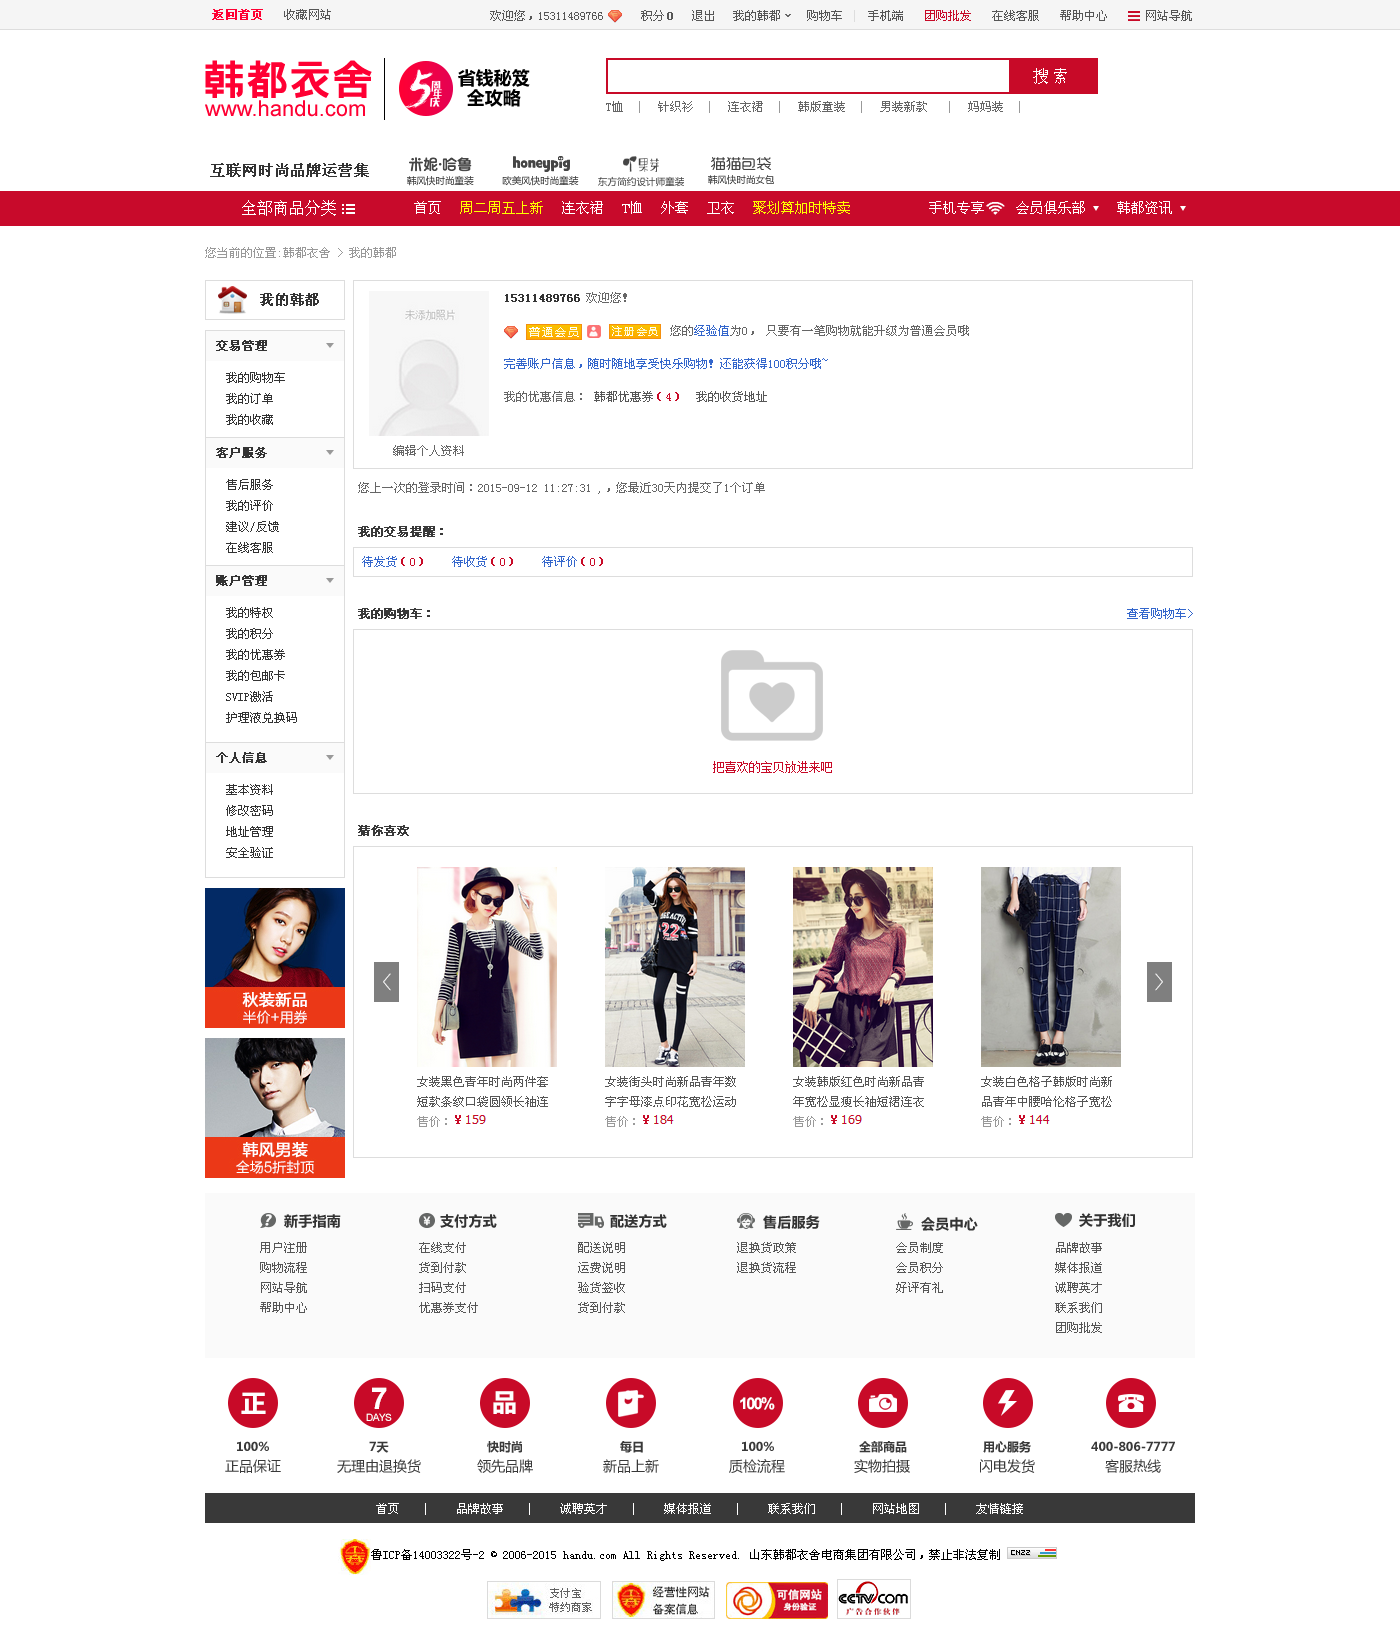 返回首页 收藏网站 欢迎您，15311489766 积分0 退出 我的韩都 购物车 手机端 团购批发 在线客服 帮助中心 网站导航
韩都衣舍
www.handu.com
5周年庆
省钱秘笈
全攻略
搜索
T恤 | 针织衫 | 连衣裙 | 韩版童装 | 男装新款 | 妈妈装 |
互联网时尚品牌运营集
米妮·哈鲁
韩风快时尚童装
honeypig
欧美风快时尚童装
果芽
东方简约设计师童装
猫猫包袋
韩风快时尚女包
全部商品分类 首页 周二周五上新 连衣裙 T恤 外套 卫衣 聚划算加时特卖 手机专享 会员俱乐部 韩都资讯
您当前的位置:韩都衣舍 > 我的韩都
我的韩都
交易管理
我的购物车
我的订单
我的收藏
客户服务
售后服务
我的评价
建议/反馈
在线客服
账户管理
我的特权
我的积分
我的优惠券
我的包邮卡
SVIP激活
护理液兑换码
个人信息
基本资料
修改密码
地址管理
安全验证
秋装新品
半价+用券
韩风男装
全场5折封顶
未添加照片
编辑个人资料
15311489766 欢迎您！
普通会员 注册会员 您的经验值为0， 只要有一笔购物就能升级为普通会员哦
完善账户信息，随时随地享受快乐购物！还能获得100积分哦~
我的优惠信息： 韩都优惠券（4） 我的收货地址
您上一次的登录时间：2015-09-12 11:27:31 ，，您最近30天内提交了1个订单
我的交易提醒：
待发货（0） 待收货（0） 待评价（0）
我的购物车： 查看购物车>
把喜欢的宝贝放进来吧
猜你喜欢
女装黑色青年时尚两件套
短款条纹口袋圆领长袖连
售价：¥ 159
女装街头时尚新品青年数
字字母漆点印花宽松运动
售价：¥ 184
女装韩版红色时尚新品青
年宽松显瘦长袖短裙连衣
售价：¥ 169
女装白色格子韩版时尚新
品青年中腰哈伦格子宽松
售价：¥ 144
新手指南
用户注册
购物流程
网站导航
帮助中心
支付方式
在线支付
货到付款
扫码支付
优惠券支付
配送方式
配送说明
运费说明
验货签收
货到付款
售后服务
退换货政策
退换货流程
会员中心
会员制度
会员积分
好评有礼
关于我们
品牌故事
媒体报道
诚聘英才
联系我们
团购批发
正
100%
正品保证
7
DAYS
7天
无理由退换货
品
快时尚
领先品牌
每日
新品上新
100%
100%
质检流程
全部商品
实物拍摄
用心服务
闪电发货
400-806-7777
客服热线
首页 | 品牌故事 | 诚聘英才 | 媒体报道 | 联系我们 | 网站地图 | 友情链接
鲁ICP备14003322号-2 © 2006-2015 handu.com All Rights Reserved. 山东韩都衣舍电商集团有限公司，禁止非法复制 CNZZ
支付宝
特约商家
经营性网站
备案信息
可信网站
身份验证
CCTV.com
广告合作伙伴